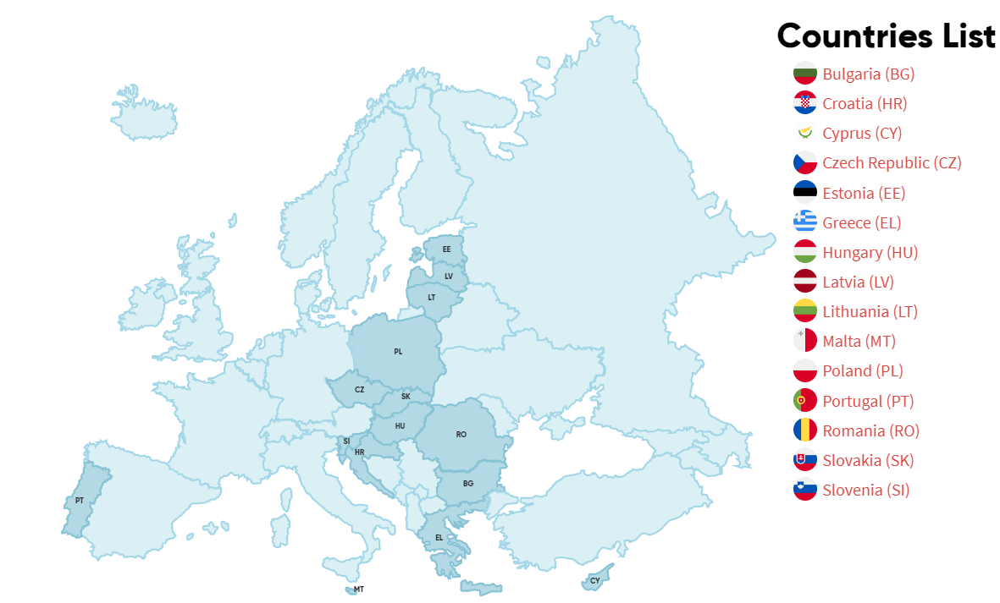 Countries List
Bulgaria (BG)
Croatia (HR)
Cyprus (CY)
Czech Republic (CZ)
Estonia (EE)
Greece (EL)
Hungary (HU)
Latvia (LV)
Lithuania (LT)
Malta (MT)
Poland (PL)
Portugal (PT)
Romania (RO)
Slovakia (SK)
Slovenia (SI)
EE
LV
LT
PL
CZ
SK
HU
RO
SI
HR
BG
PT
EL
CY
MT